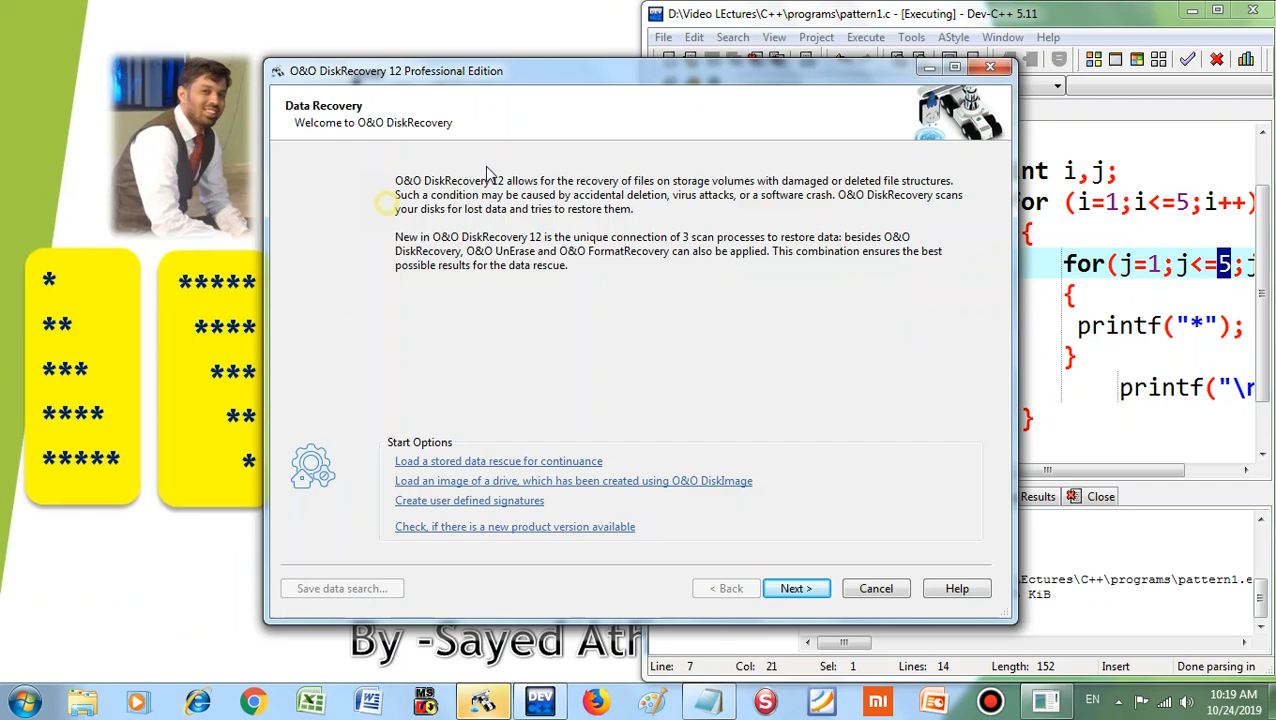 D:\Video LEctures\C++\programs\pattern1.c - [Executing] - Dev-C++ 5.11
File Edit Search View Project Execute Tools AStyle Window Help
O&O DiskRecovery 12 Professional Edition
Data Recovery
Welcome to O&O DiskRecovery
O&O DiskRecovery 12 allows for the recovery of files on storage volumes with damaged or deleted file structures.
Such a condition may be caused by accidental deletion, virus attacks, or a software crash. O&O DiskRecovery scans
your disks for lost data and tries to restore them.
New in O&O DiskRecovery 12 is the unique connection of 3 scan processes to restore data: besides O&O
DiskRecovery, O&O UnErase and O&O FormatRecovery can also be applied. This combination ensures the best
possible results for the data rescue.
Start Options
Load a stored data rescue for continuance
Load an image of a drive, which has been created using O&O DiskImage
Create user defined signatures
Check, if there is a new product version available
Save data search...
< Back
Next >
Cancel
Help
*
**
***
****
*****
*****
****
***
**
*
nt i,j;
or (i=1;i<=5;i++)
{
for(j=1;j<=5;j
{
printf("*");
}
printf("\n
}
Results
Close
Ectures\C++\programs\pattern1.e
KiB
By -Sayed Ath
Line: 7 Col: 21 Sel: 1 Lines: 14 Length: 152 Insert Done parsing in
MS
DEV
C++
EN
10:19 AM
10/24/2019